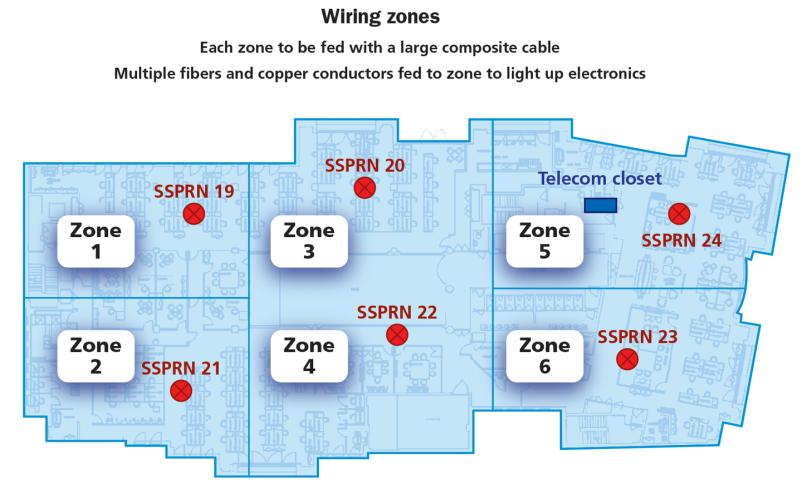 Wiring zones
Each zone to be fed with a large composite cable
Multiple fibers and copper conductors fed to zone to light up electronics
SSPRN 19
SSPRN 20
Telecom closet
Zone
1
Zone
3
Zone
5
SSPRN 24
SSPRN 22
Zone
2
SSPRN 21
Zone
4
Zone
6
SSPRN 23